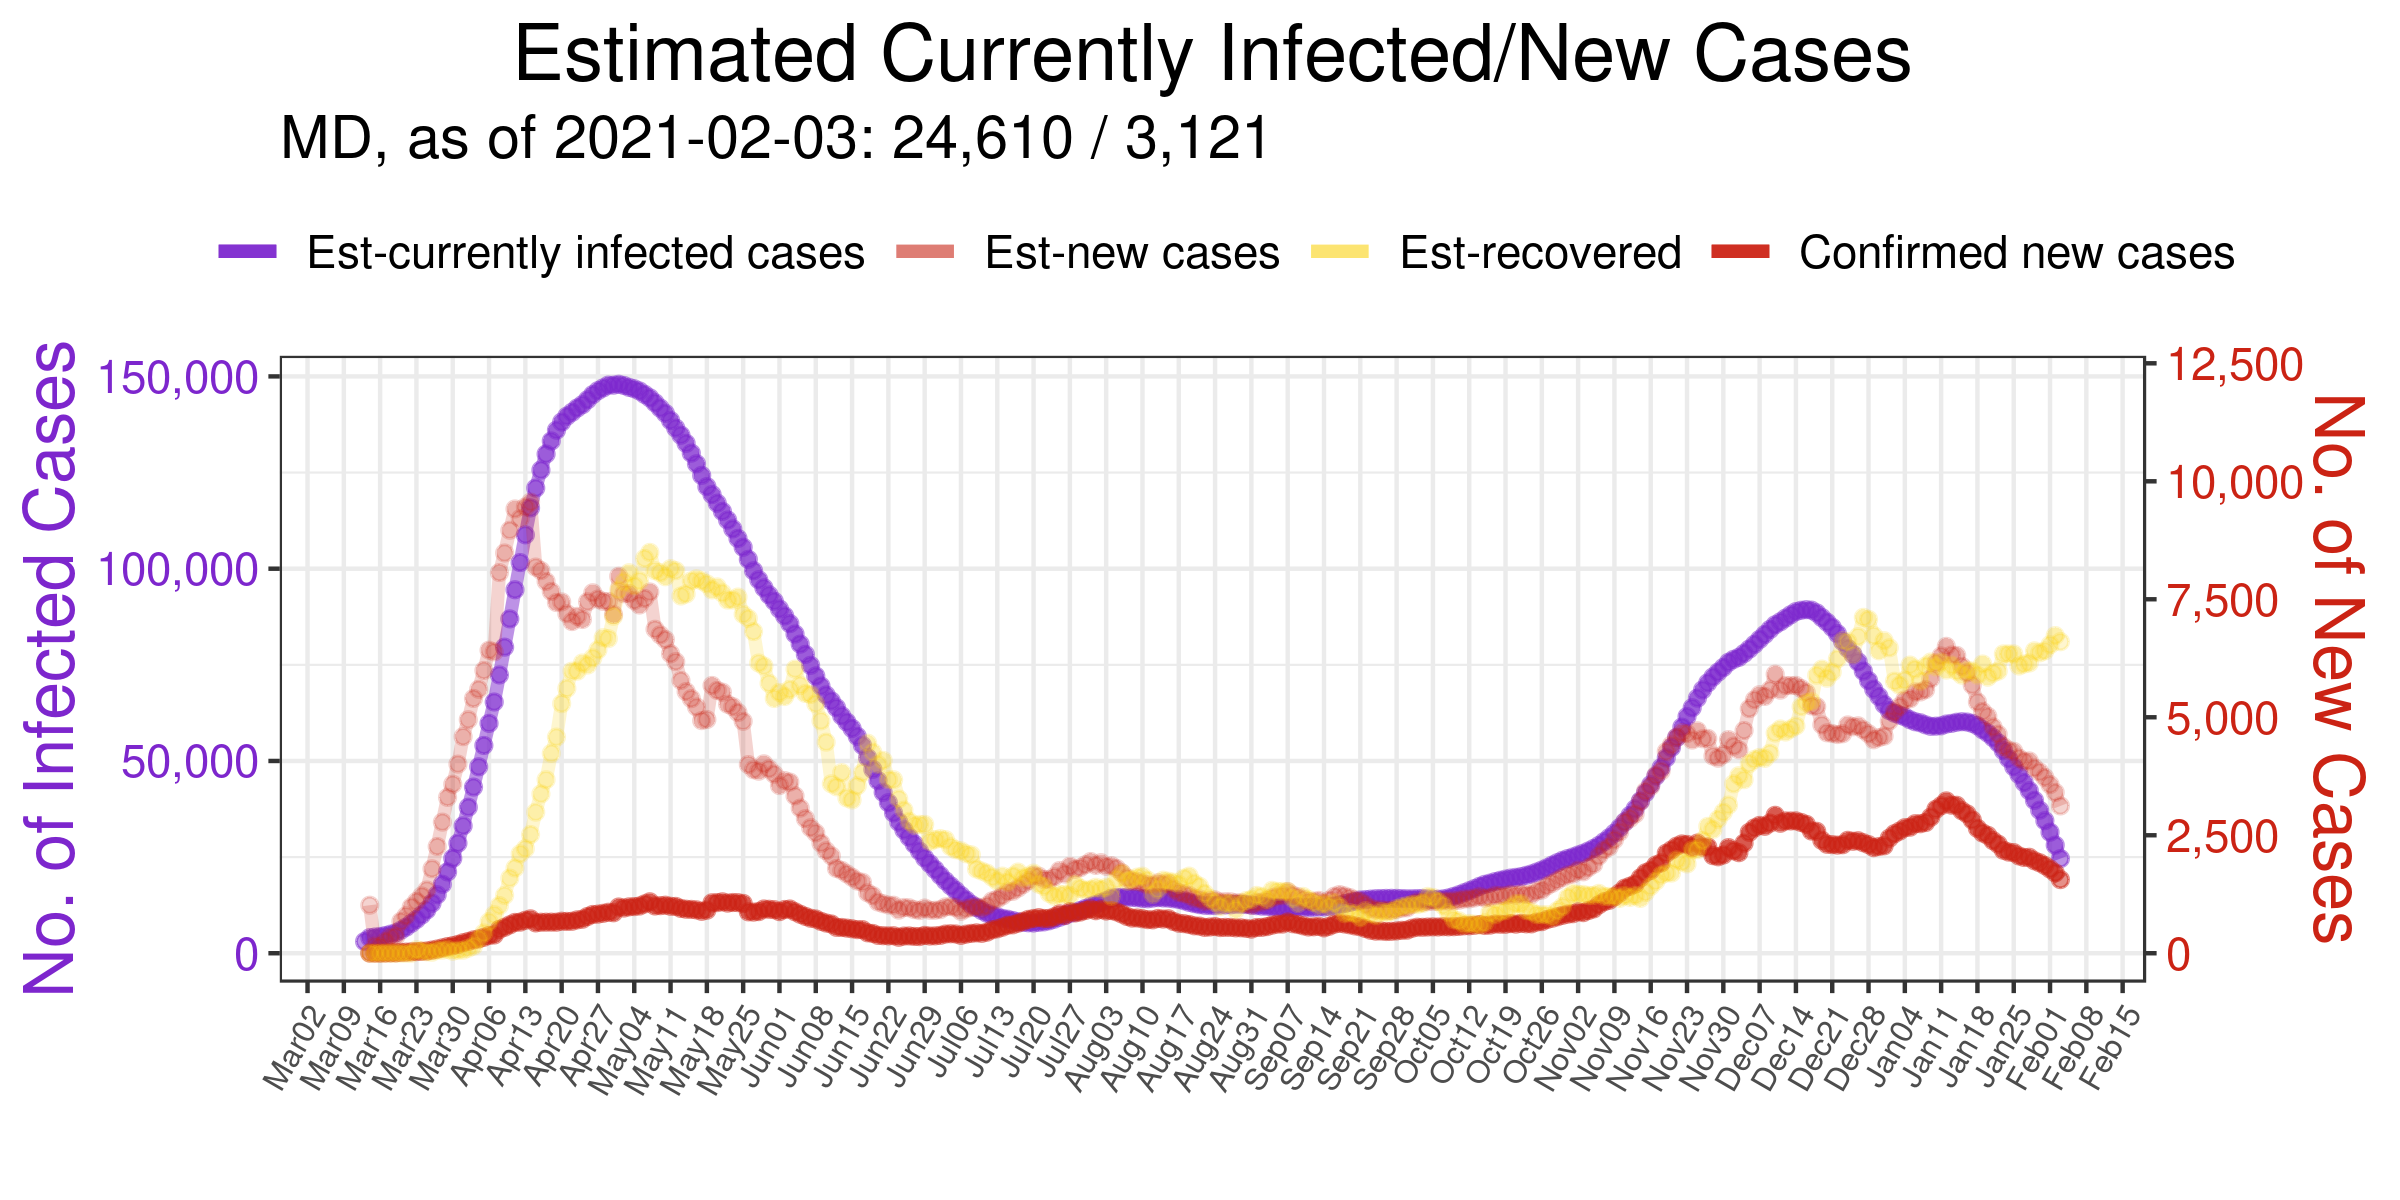 Estimated Currently Infected/New Cases
MD, as of 2021-02-03: 24,610 / 3,121
Est-currently infected cases Est-new cases Est-recovered Confirmed new cases
No. of Infected Cases
150,000
100,000
50,000
0
12,500
10,000
7,500
5,000
2,500
0
No. of New Cases
Mar02 Mar09 Mar16 Mar23 Mar30 Apr06 Apr13 Apr20 Apr27 May04 May11 May18 May25 Jun01 Jun08 Jun15 Jun22 Jun29 Jul06 Jul13 Jul20 Jul27 Aug03 Aug10 Aug17 Aug24 Aug31 Sep07 Sep14 Sep21 Sep28 Oct05 Oct12 Oct19 Oct26 Nov02 Nov09 Nov16 Nov23 Nov30 Dec07 Dec14 Dec21 Dec28 Jan04 Jan11 Jan18 Jan25 Feb01 Feb08 Feb15